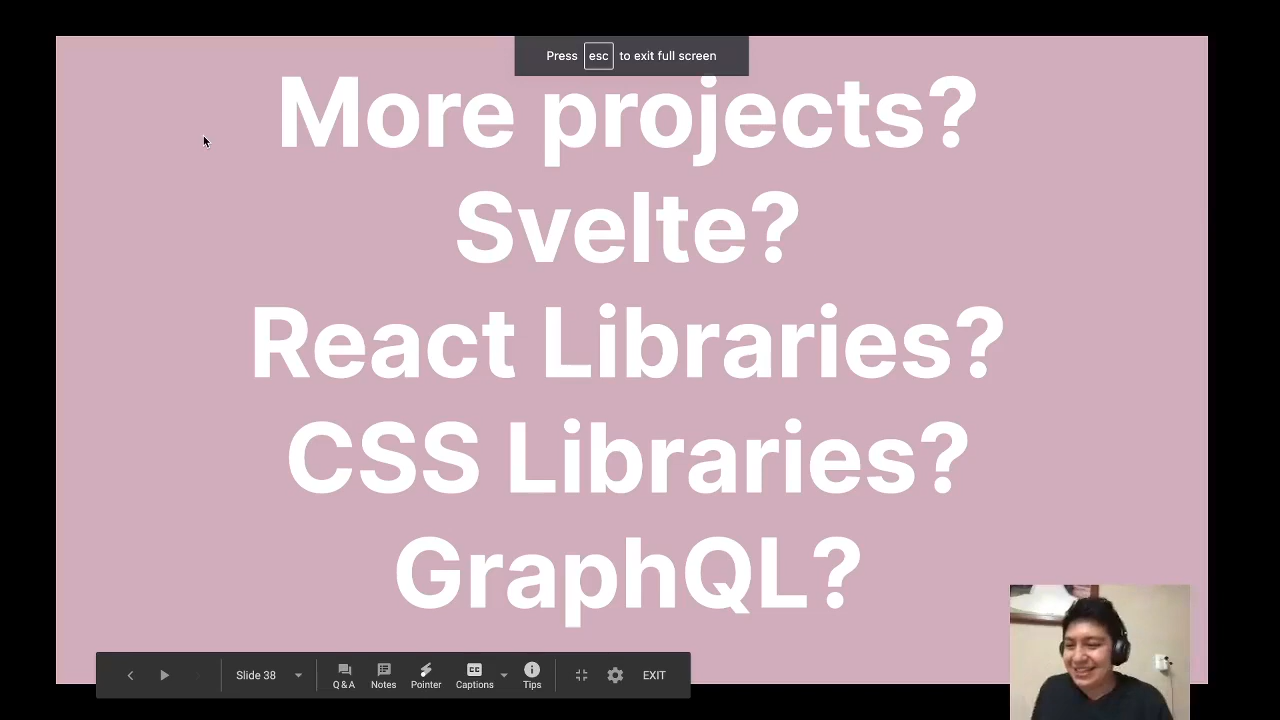 Press esc to exit full screen
More projects?
Svelte?
React Libraries?
CSS Libraries?
GraphQL?
Slide 38
Q&A Notes Pointer Captions Tips EXIT
CC